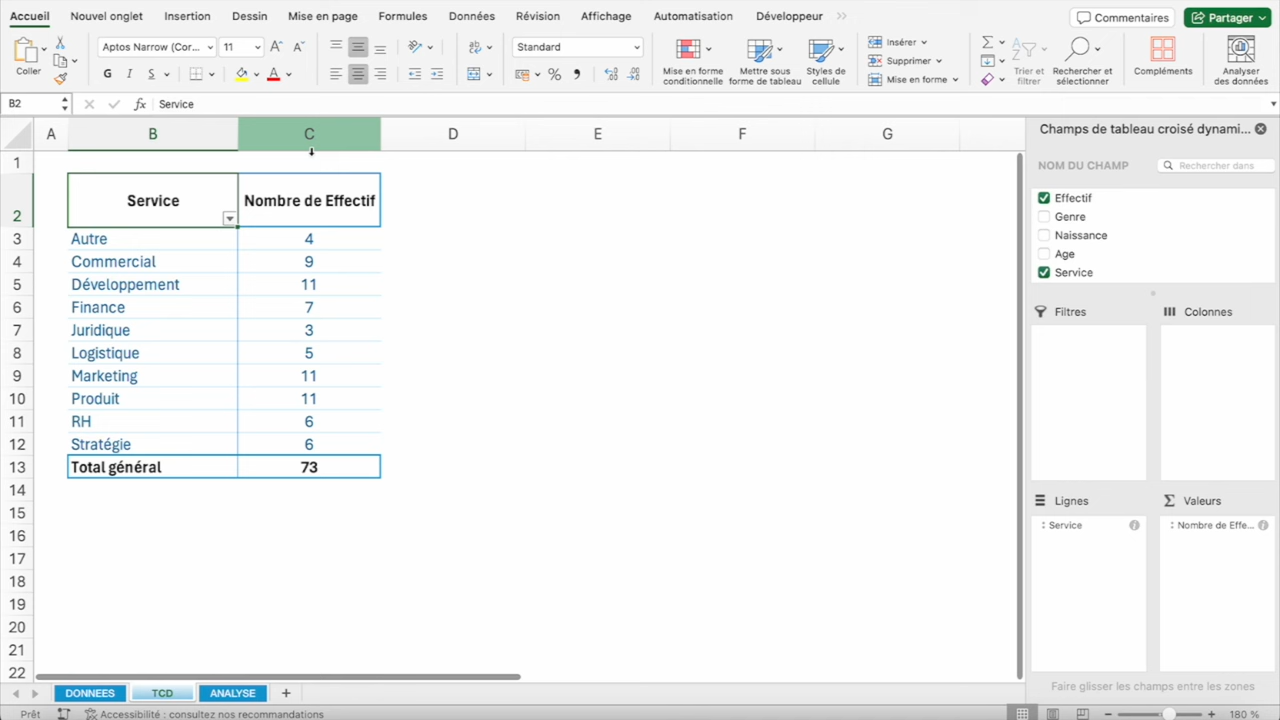 Accueil Nouvel onglet Insertion Dessin Mise en page Formules Données Révision Affichage Automatisation Développeur >> Commentaires Partager
Coller
Aptos Narrow (Cor... 11 A A
G I S A
Standard
% ,
Mise en forme conditionnelle
Mettre sous forme de tableau
Styles de cellule
Insérer
Supprimer
Mise en forme
Trier et filtrer
Rechercher et sélectionner
Compléments
Analyser des données
B2 fx Service
A B C D E F G
Champs de tableau croisé dynami...
NOM DU CHAMP Rechercher dans
Effectif
Genre
Naissance
Age
Service
Filtres Colonnes
Lignes Σ Valeurs
Service Nombre de Effe...
Faire glisser les champs entre les zones
1
2 Service Nombre de Effectif
3 Autre 4
4 Commercial 9
5 Développement 11
6 Finance 7
7 Juridique 3
8 Logistique 5
9 Marketing 11
10 Produit 11
11 RH 6
12 Stratégie 6
13 Total général 73
14
15
16
17
18
19
20
21
22
DONNEES TCD ANALYSE +
Prêt Accessibilité : consultez nos recommandations − + 180 %